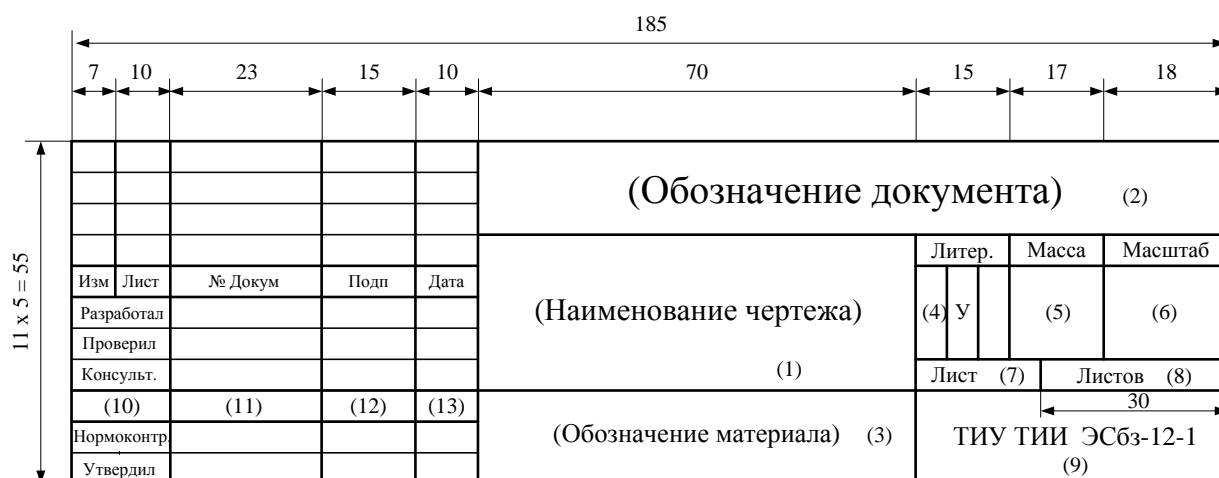 185
7 10 23 15 10 70 15 17 18
(Обозначение документа) (2)
Литер. Масса Масштаб
Изм Лист № Докум Подп Дата
11 x 5 = 55
Разработал
(Наименование чертежа) (4) У (5) (6)
Проверил
Консульт. (1) Лист (7) Листов (8)
(10) (11) (12) (13) 30
Нормоконтр. (Обозначение материала) (3) ТИУ ТИИ ЭСбз-12-1
Утвердил (9)